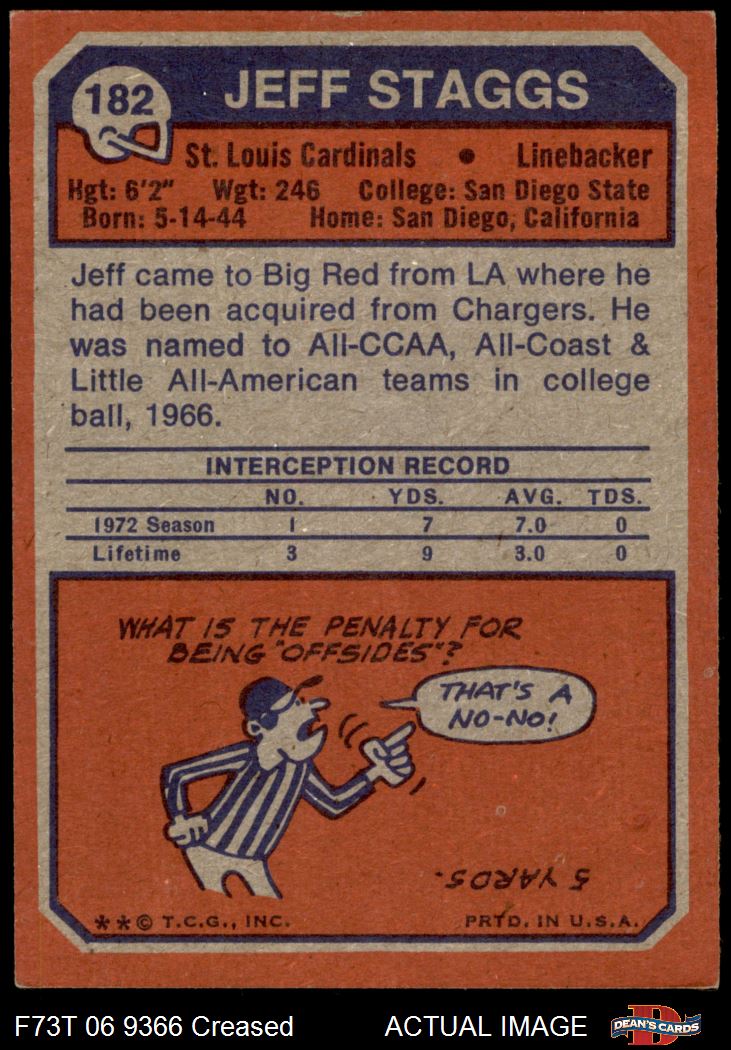 182
JEFF STAGGS
St. Louis Cardinals • Linebacker
Hgt: 6'2" Wgt: 246 College: San Diego State
Born: 5-14-44 Home: San Diego, California
Jeff came to Big Red from LA where he
had been acquired from Chargers. He
was named to All-CCAA, All-Coast &
Little All-American teams in college
ball, 1966.
INTERCEPTION RECORD
NO. YDS. AVG. TDS.
1972 Season 1 7 7.0 0
Lifetime 3 9 3.0 0
WHAT IS THE PENALTY FOR
BEING "OFFSIDES"?
THAT'S A
NO-NO!
5 YARDS.
**© T.C.G., INC. PRTD. IN U.S.A.
F73T 06 9366 Creased ACTUAL IMAGE
D
DEAN'S CARDS